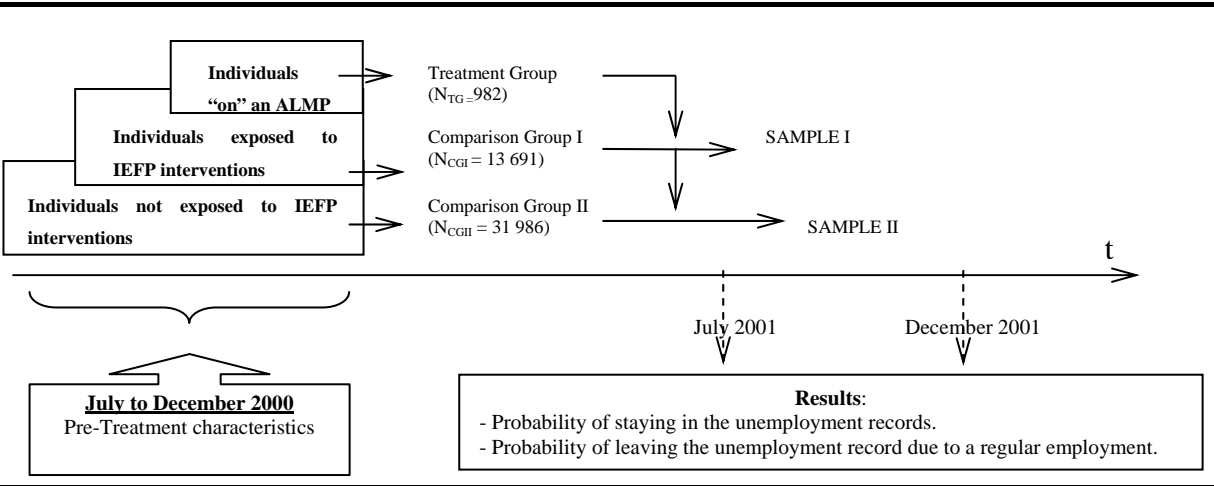 Individuals
“on” an ALMP
Individuals exposed to
IEFP interventions
Individuals not exposed to IEFP
interventions
Treatment Group
(N_TG =982)
Comparison Group I
(N_CGI = 13 691)
Comparison Group II
(N_CGII = 31 986)
SAMPLE I
SAMPLE II
t
July 2001
December 2001
July to December 2000
Pre-Treatment characteristics
Results:
- Probability of staying in the unemployment records.
- Probability of leaving the unemployment record due to a regular employment.